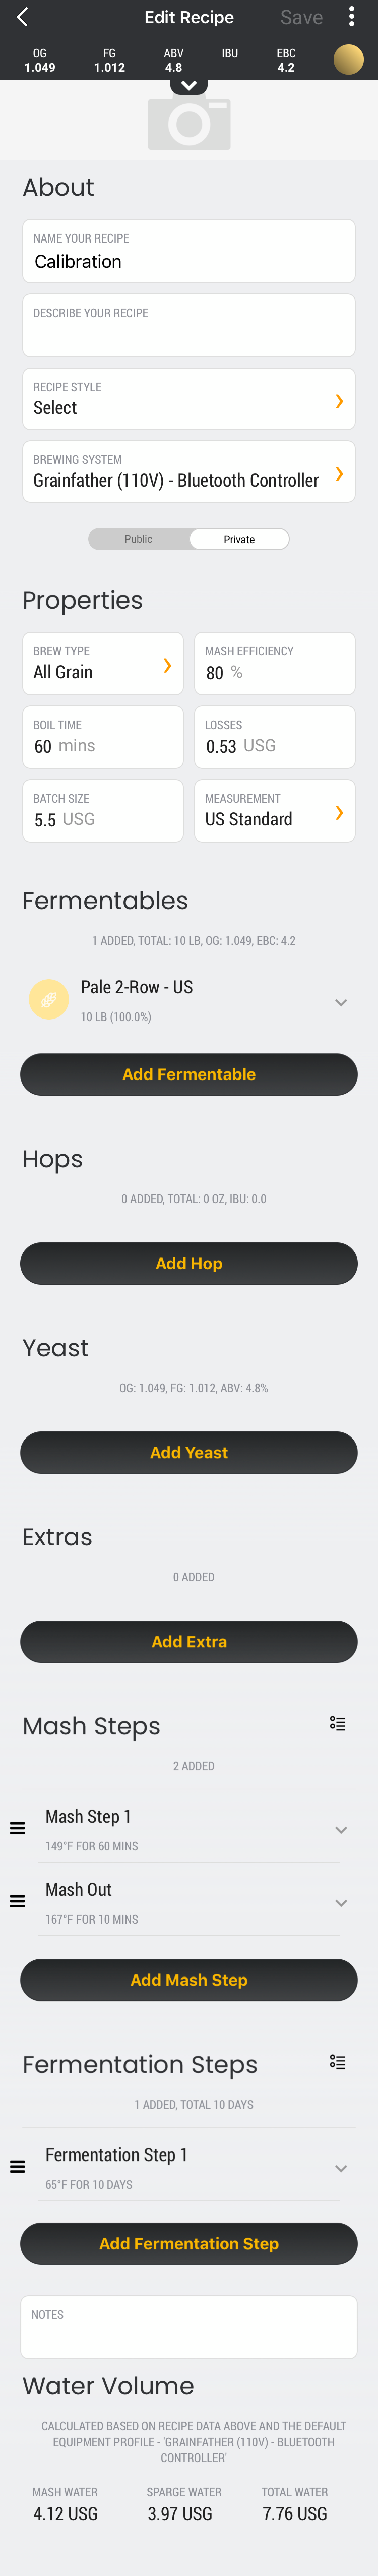 Edit Recipe Save
OG FG ABV IBU EBC
1.049 1.012 4.8 4.2
About
NAME YOUR RECIPE
Calibration
DESCRIBE YOUR RECIPE
RECIPE STYLE
Select
BREWING SYSTEM
Grainfather (110V) - Bluetooth Controller
Public Private
Properties
BREW TYPE
All Grain
MASH EFFICIENCY
80 %
BOIL TIME
60 mins
LOSSES
0.53 USG
BATCH SIZE
5.5 USG
MEASUREMENT
US Standard
Fermentables
1 ADDED, TOTAL: 10 LB, OG: 1.049, EBC: 4.2
Pale 2-Row - US
10 LB (100.0%)
Add Fermentable
Hops
0 ADDED, TOTAL: 0 OZ, IBU: 0.0
Add Hop
Yeast
OG: 1.049, FG: 1.012, ABV: 4.8%
Add Yeast
Extras
0 ADDED
Add Extra
Mash Steps
2 ADDED
Mash Step 1
149°F FOR 60 MINS
Mash Out
167°F FOR 10 MINS
Add Mash Step
Fermentation Steps
1 ADDED, TOTAL 10 DAYS
Fermentation Step 1
65°F FOR 10 DAYS
Add Fermentation Step
NOTES
Water Volume
CALCULATED BASED ON RECIPE DATA ABOVE AND THE DEFAULT
EQUIPMENT PROFILE - 'GRAINFATHER (110V) - BLUETOOTH
CONTROLLER'
MASH WATER SPARGE WATER TOTAL WATER
4.12 USG 3.97 USG 7.76 USG